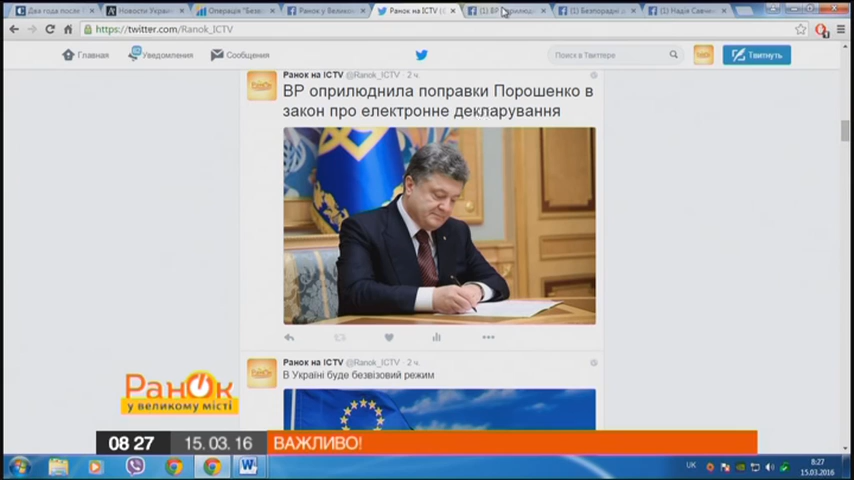 Два года после
Новости Украин
Операція "Безв
Ранок у Велико
Ранок на ICTV (
(1) ВР оприлюд
(1) Безпорадні д
(1) Надія Савчен
https://twitter.com/Ranok_ICTV
Главная
Уведомления
Сообщения
Поиск в Твиттере
Твитнуть
Ранок на ICTV @Ranok_ICTV · 2 ч.
ВР оприлюднила поправки Порошенко в
закон про електронне декларування
Ранок на ICTV @Ranok_ICTV · 2 ч.
В Україні буде безвізовий режим
РанОк
у великому місті
08 27
15. 03. 16
ВАЖЛИВО!
UK
8:27
15.03.2016